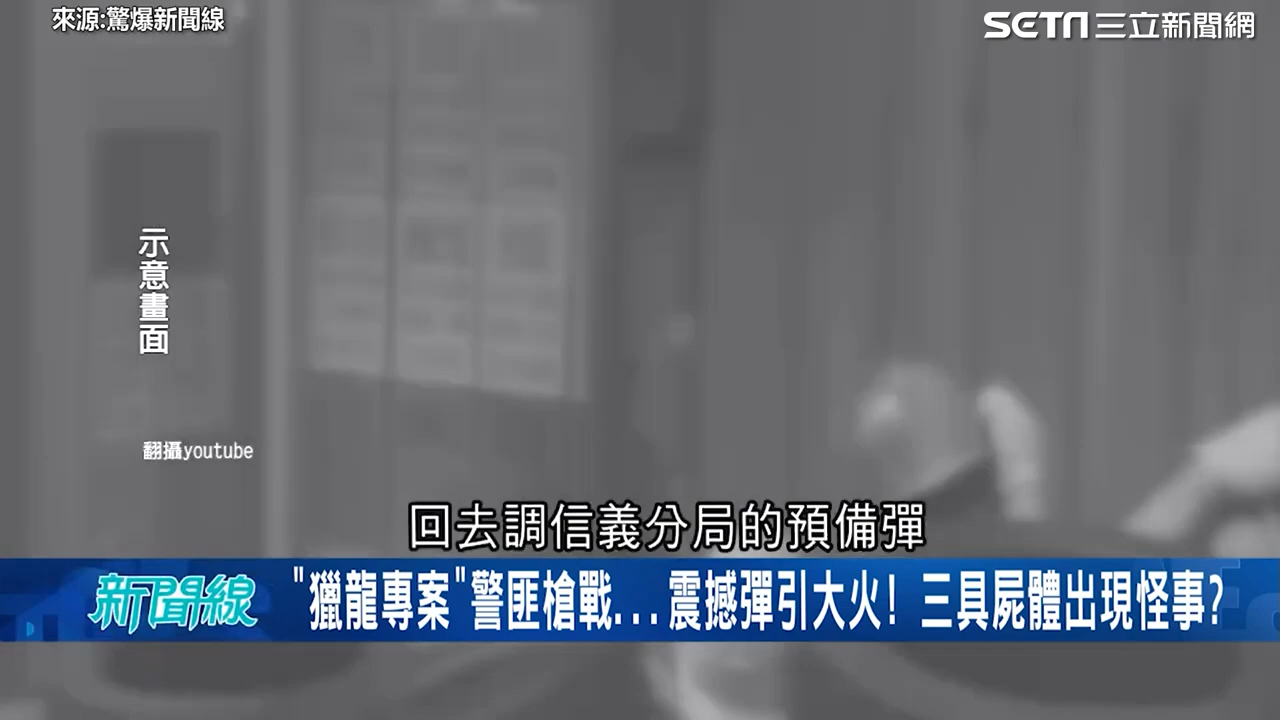 來源:驚爆新聞線
SETN三立新聞網
示意畫面
翻攝youtube
回去調信義分局的預備彈
新聞線
"獵龍專案"警匪槍戰...震撼彈引大火! 三具屍體出現怪事?